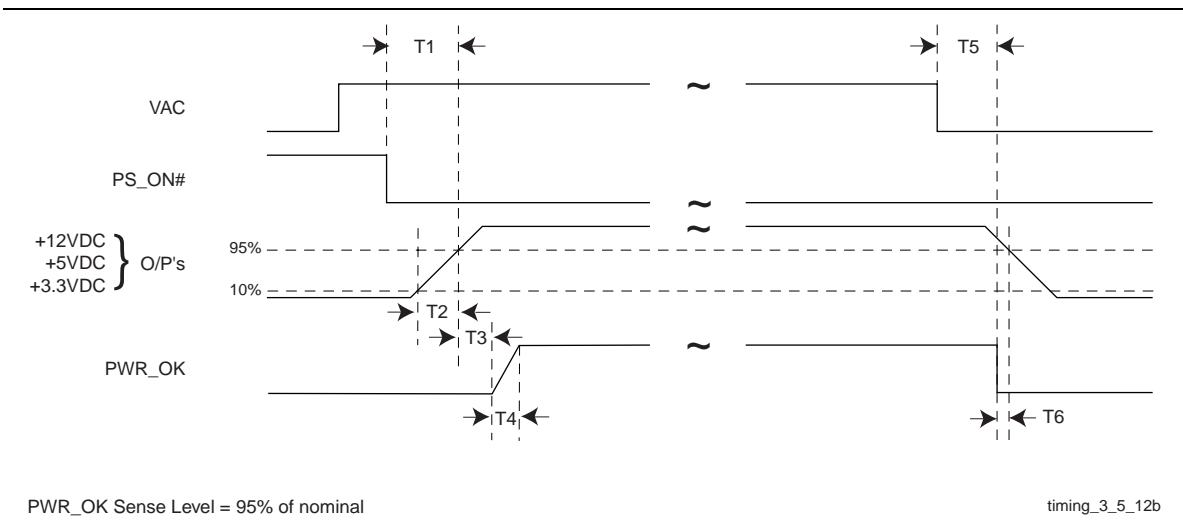 T1
T5
VAC
PS_ON#
+12VDC
+5VDC
+3.3VDC
} O/P's
95%
10%
T2
T3
PWR_OK
T4
T6
PWR_OK Sense Level = 95% of nominal
timing_3_5_12b